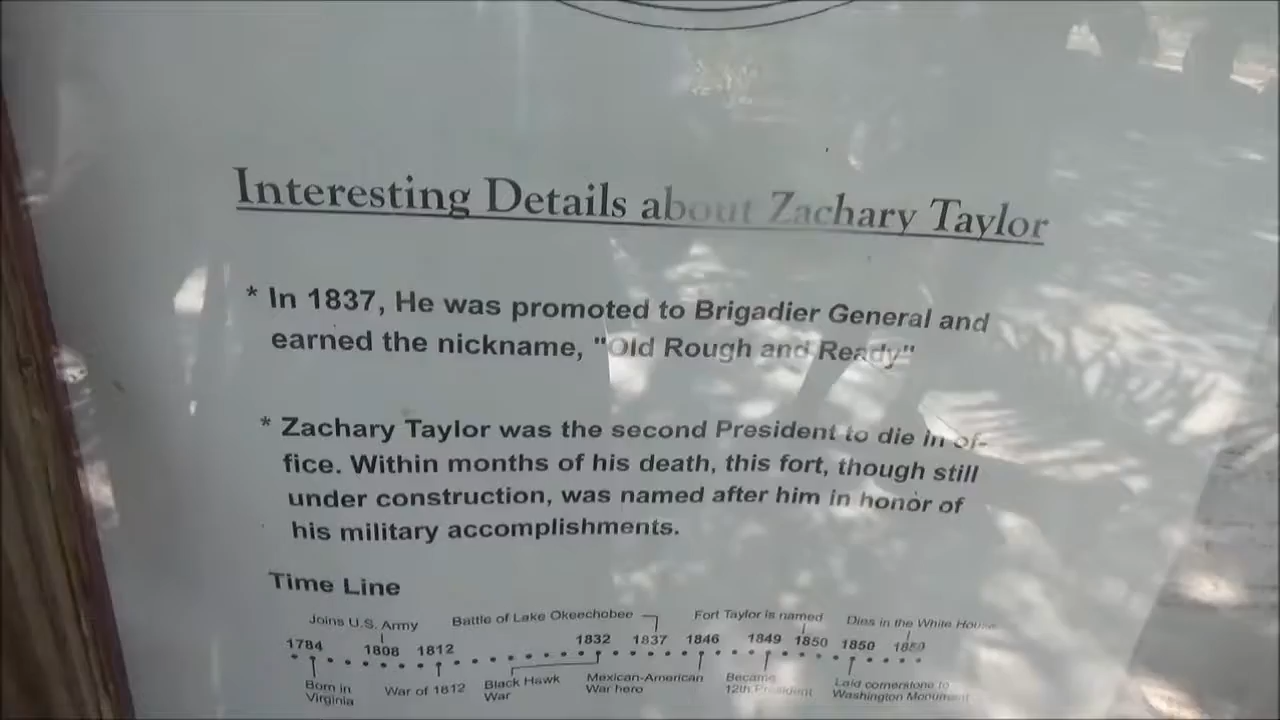 Interesting Details about Zachary Taylor
* In 1837, He was promoted to Brigadier General and
earned the nickname, "Old Rough and Ready"
* Zachary Taylor was the second President to die in of-
fice. Within months of his death, this fort, though still
under construction, was named after him in honor of
his military accomplishments.
Time Line
Joins U.S. Army Battle of Lake Okeechobee Fort Taylor is named Dies in the White House
1784 1808 1812 1832 1837 1846 1849 1850 1850 1850
Born in War of 1812 Black Hawk Mexican-American Became Laid cornerstone to
Virginia War War hero 12th President Washington Monument